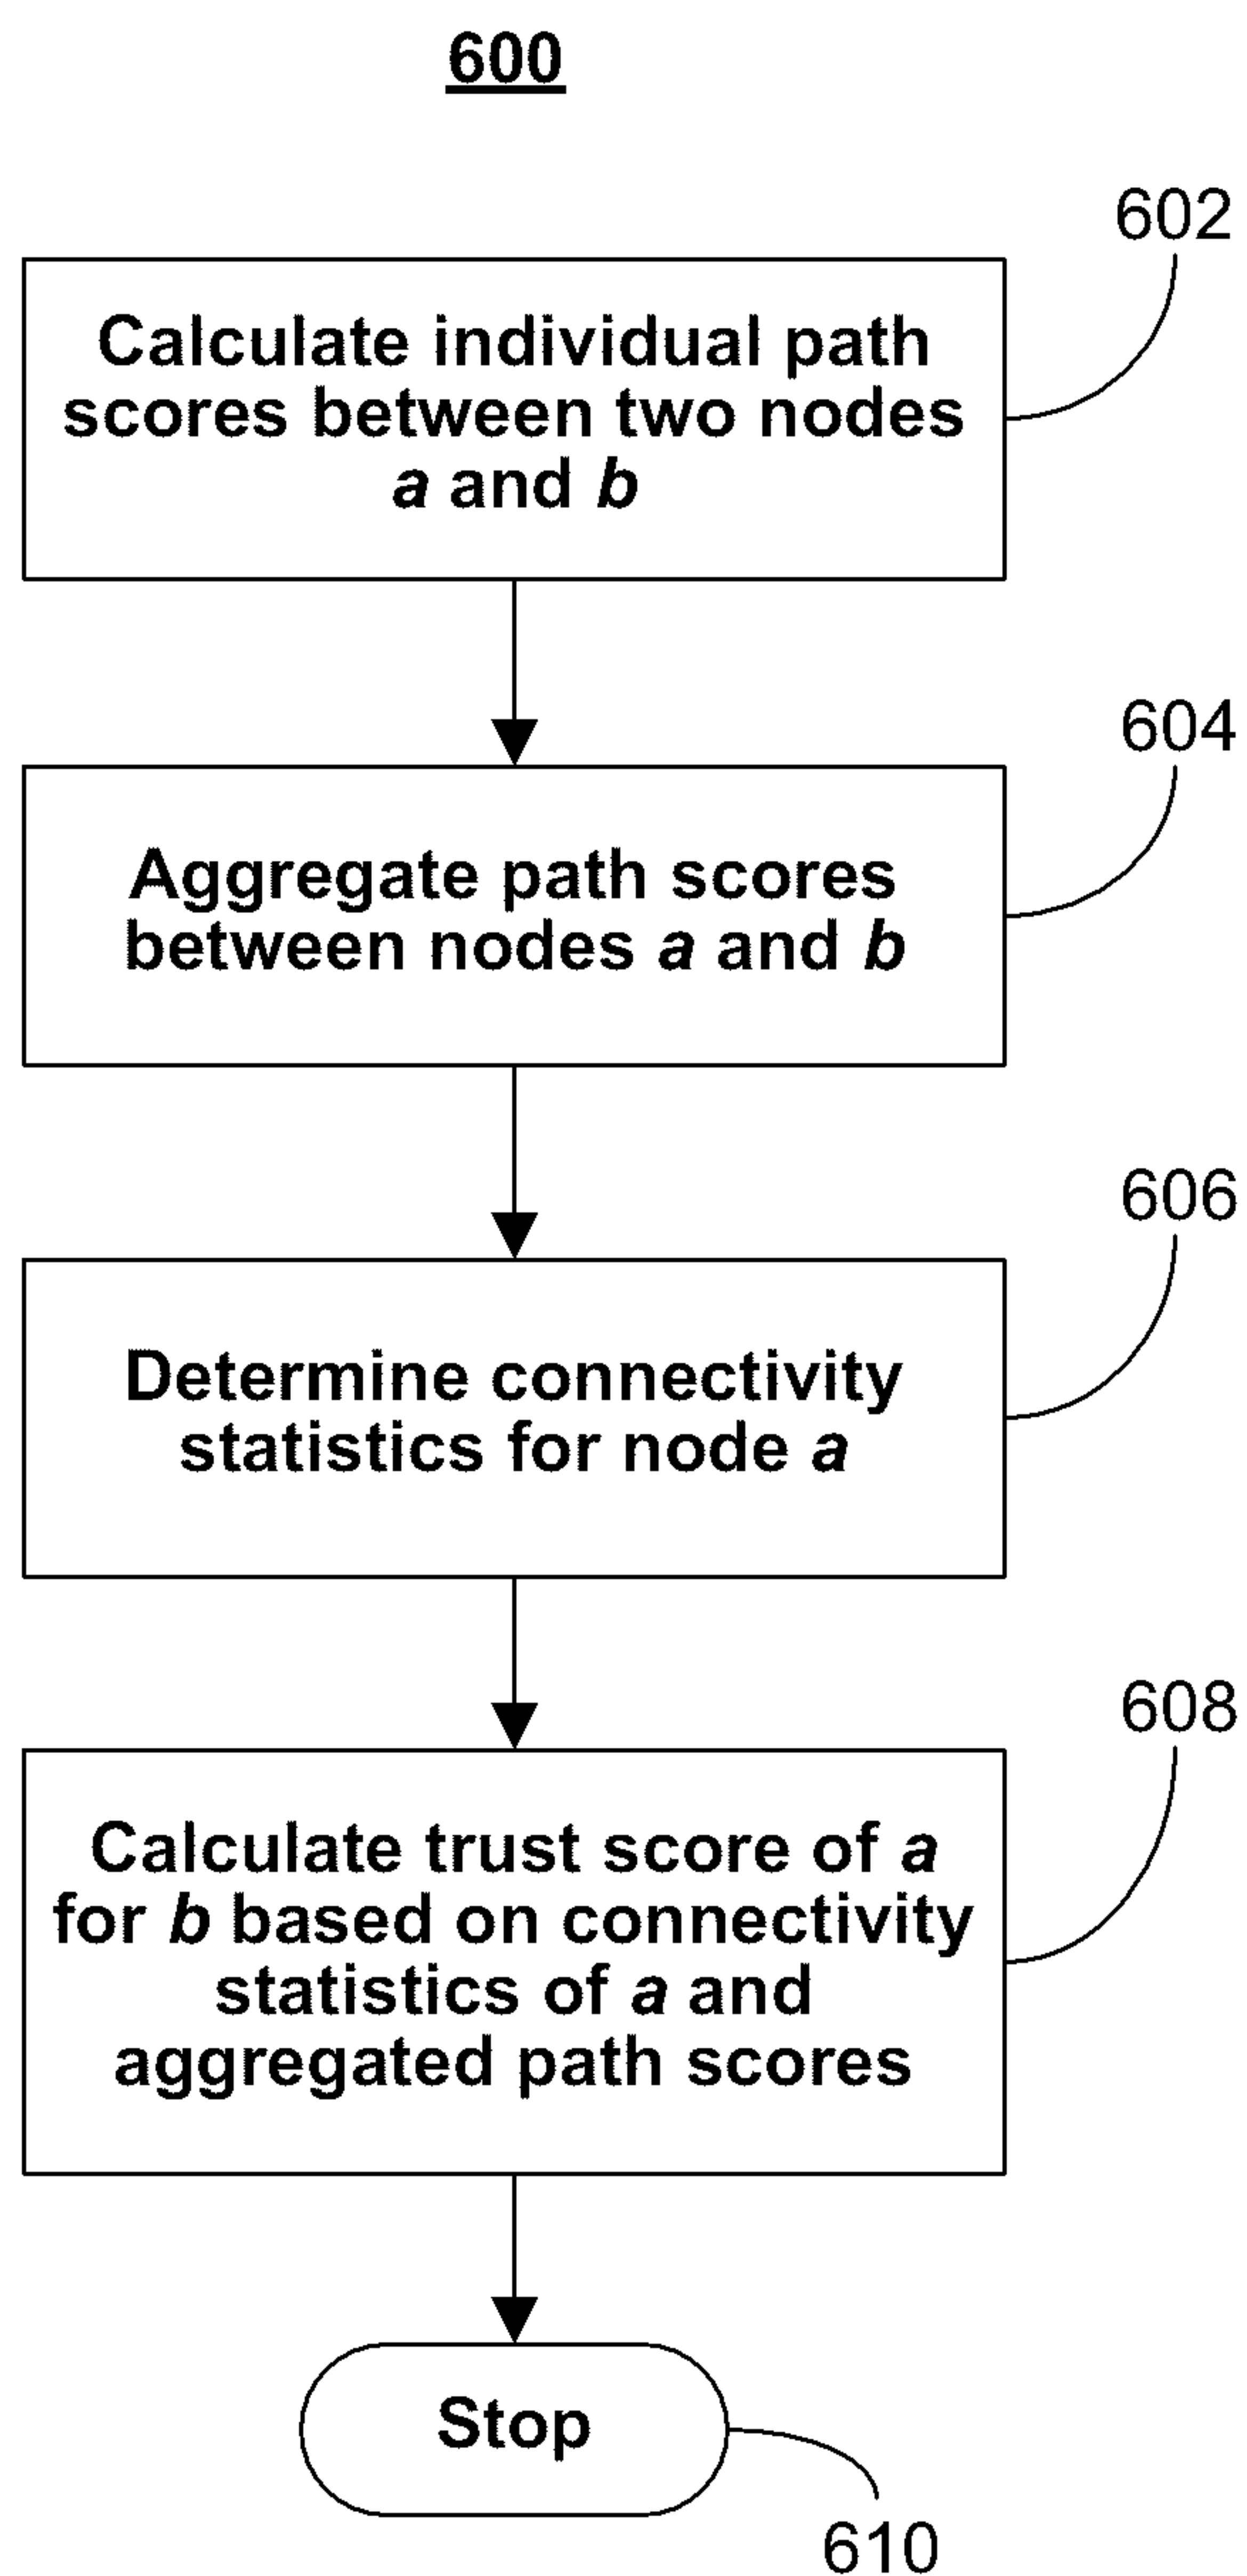 600
602
Calculate individual path
scores between two nodes
a and b
604
Aggregate path scores
between nodes a and b
606
Determine connectivity
statistics for node a
608
Calculate trust score of a
for b based on connectivity
statistics of a and
aggregated path scores
Stop
610